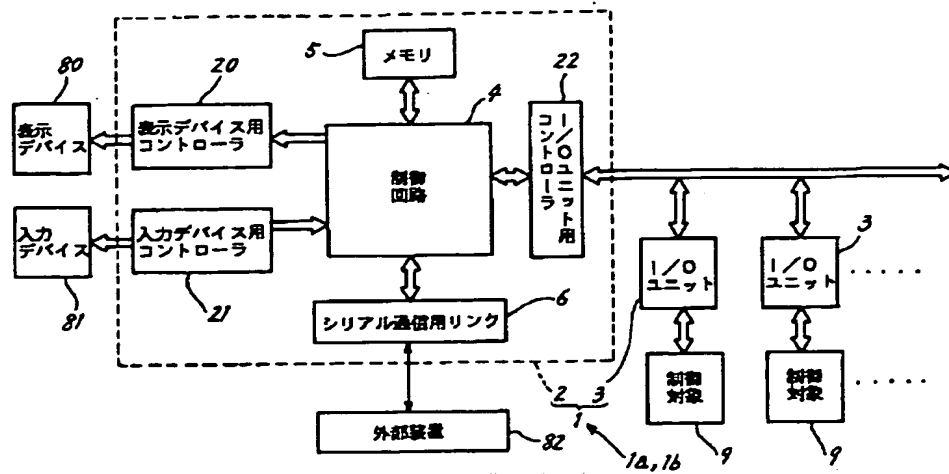 5
メモリ
80
20
4
22
表示
デバイス
表示デバイス用
コントローラ
制御
回路
I/Oユニット用
コントローラ
入力
デバイス
入力デバイス用
コントローラ
3
I/O
ユニット
I/O
ユニット
.....
81
21
6
シリアル通信用リンク
2 3
1
制御
対象
制御
対象
.....
外部装置
82
1a,1b
9
9